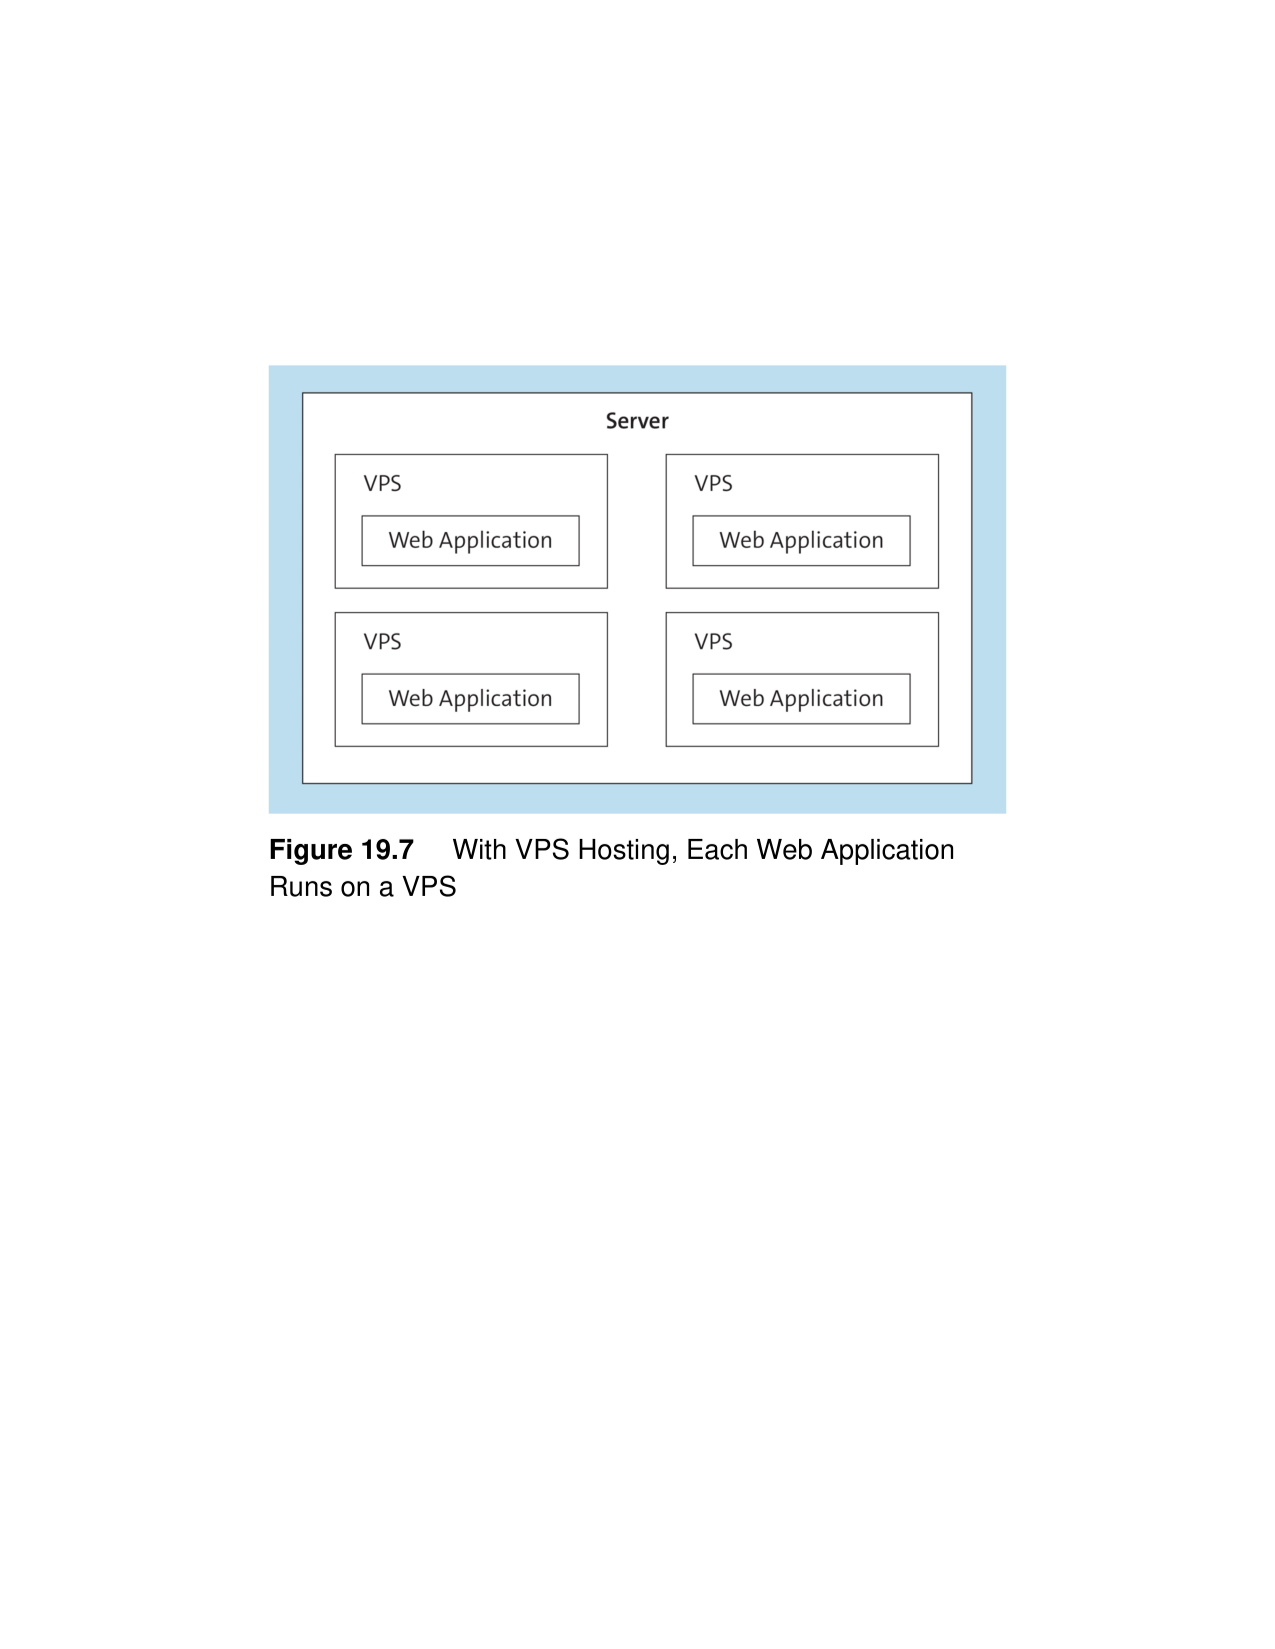 Server
VPS
VPS
Web Application
Web Application
VPS
VPS
Web Application
Web Application
Figure 19.7 With VPS Hosting, Each Web Application
Runs on a VPS